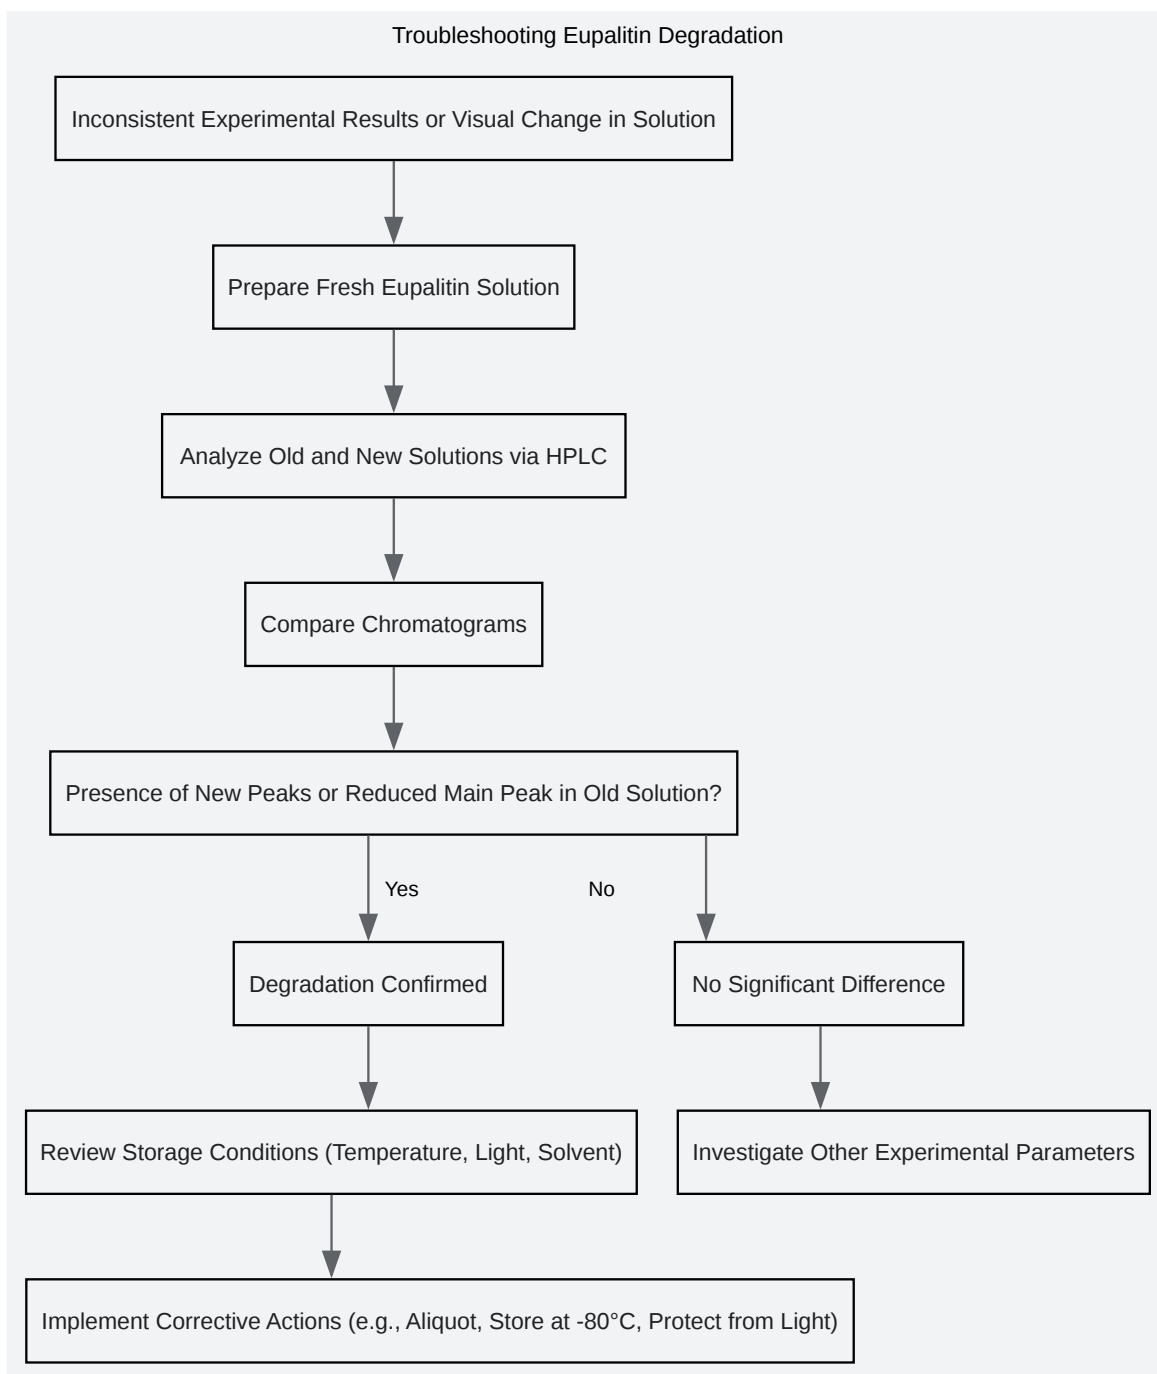 Troubleshooting Eupalitin Degradation
Inconsistent Experimental Results or Visual Change in Solution
Prepare Fresh Eupalitin Solution
Analyze Old and New Solutions via HPLC
Compare Chromatograms
Presence of New Peaks or Reduced Main Peak in Old Solution?
Yes
No
Degradation Confirmed
No Significant Difference
Review Storage Conditions (Temperature, Light, Solvent)
Investigate Other Experimental Parameters
Implement Corrective Actions (e.g., Aliquot, Store at -80°C, Protect from Light)